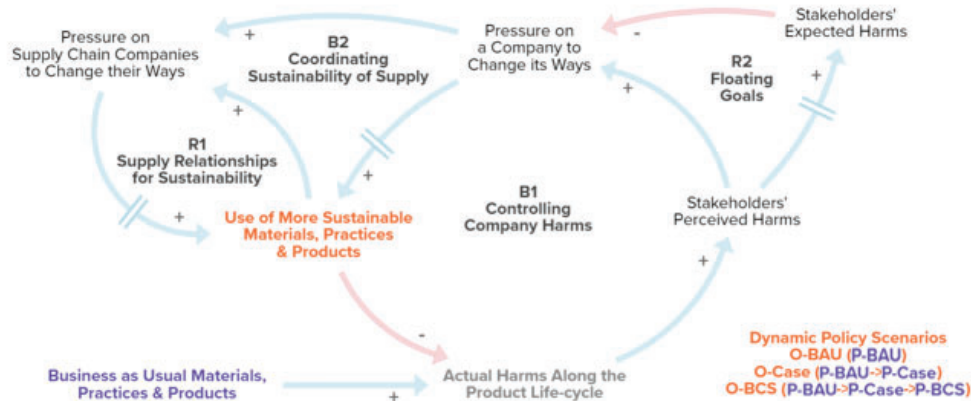 Pressure on
Supply Chain Companies
to Change their Ways
+
B2
Coordinating
Sustainability of Supply
Pressure on
a Company to
Change its Ways
-
Stakeholders'
Expected Harms
R2
Floating
Goals
+
+
+
R1
Supply Relationships
for Sustainability
+
+
Use of More Sustainable
Materials, Practices
& Products
B1
Controlling
Company Harms
Stakeholders'
Perceived Harms
+
-
Business as Usual Materials,
Practices & Products
+
Actual Harms Along the
Product Life-cycle
Dynamic Policy Scenarios
O-BAU (P-BAU)
O-Case (P-BAU->P-Case)
O-BCS (P-BAU->P-Case->P-BCS)